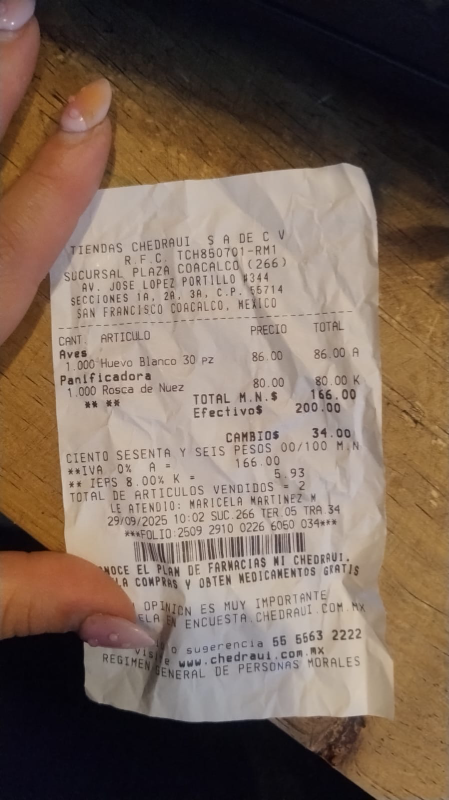 TIENDAS CHEDRAUI S A DE C V
R.F.C. TCH850701-RM1
SUCURSAL PLAZA COACALCO (266)
AV. JOSE LOPEZ PORTILLO #344
SECCIONES 1A, 2A, 3A, C.P. 55714
SAN FRANCISCO COACALCO, MEXICO
CANT ARTICULO PRECIO TOTAL
Aves
1.000 Huevo Blanco 30 pz 86.00 86.00 A
Panificadora
1.000 Rosca de Nuez 80.00 80.00 K
** ** TOTAL M.N.$ 166.00
Efectivo$ 200.00
CAMBIO$ 34.00
CIENTO SESENTA Y SEIS PESOS 00/100 M.N
**IVA 0% A = 166.00
** IEPS 8.00% K = 5.93
TOTAL DE ARTICULOS VENDIDOS = 2
LE ATENDIO: MARICELA MARTINEZ M
29/09/2025 10:02 SUC.266 TER.05 TRA.34
***FOLIO:2509 2910 0226 6050 034***
NOCE EL PLAN DE FARMACIAS MI CHEDRAUI,
LA COMPRAS Y OBTEN MEDICAMENTOS GRATIS
OPINION ES MUY IMPORTANTE
ELA EN ENCUESTA.CHEDRAUI.COM.MX
o sugerencia 55 5563 2222
www.chedraui.com.mx
REGIMEN GENERAL DE PERSONAS MORALES